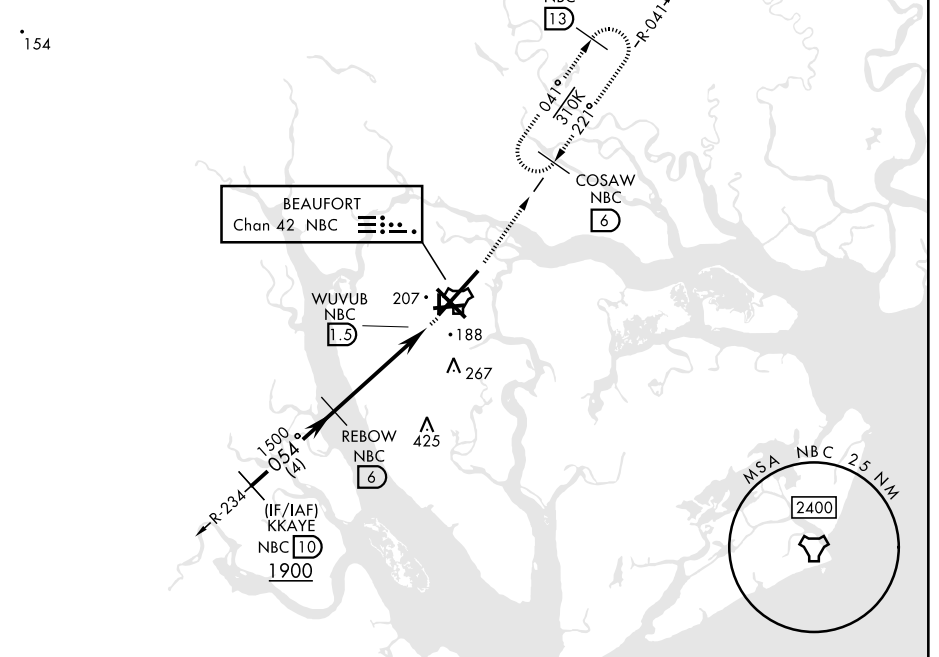 NBC
13
R-041
154
041°
310K
221°
COSAW
NBC
6
BEAUFORT
Chan 42 NBC
WUVUB
NBC
1.5
207
188
267
425
1500
054°
(4)
REBOW
NBC
6
R-234
(IF/IAF)
KKAYE
NBC 10
1900
MSA NBC 25 NM
2400